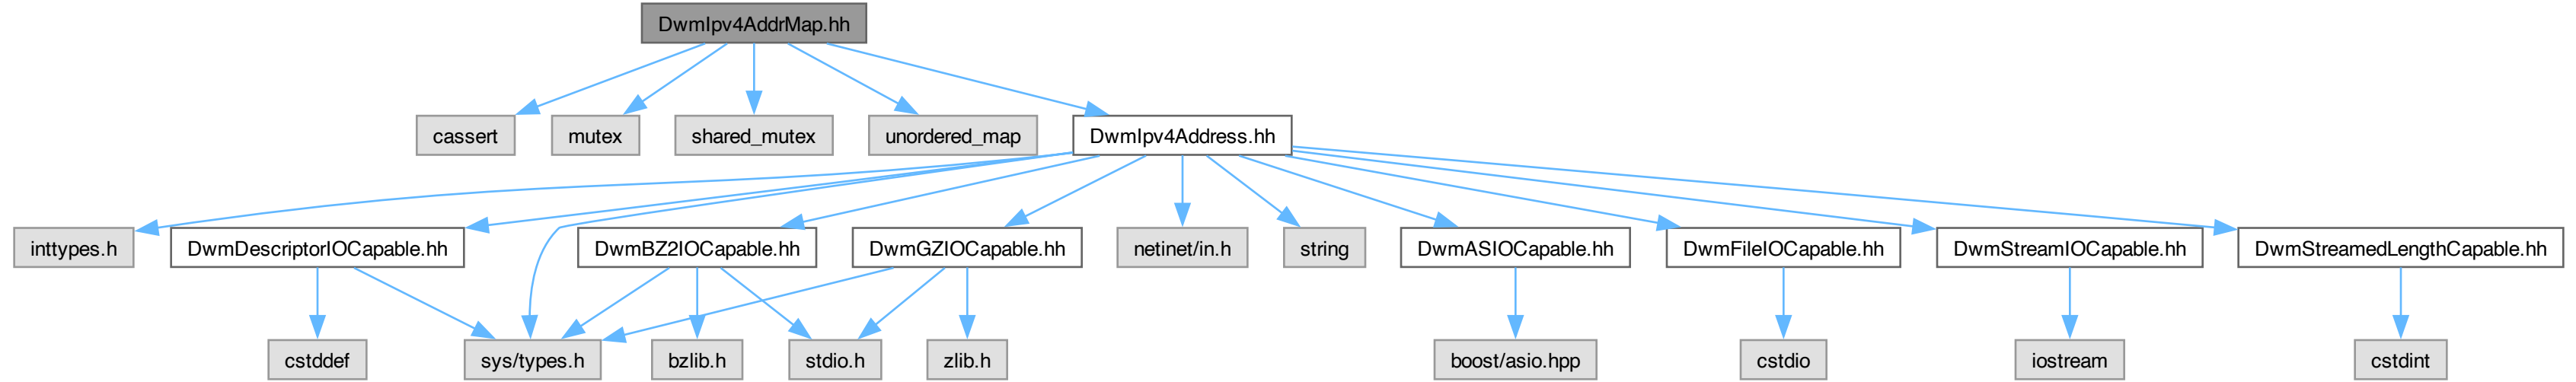 DwmIpv4AddrMap.hh
cassert
mutex
shared_mutex
unordered_map
DwmIpv4Address.hh
inttypes.h
DwmDescriptorIOCapable.hh
DwmBZ2IOCapable.hh
DwmGZIOCapable.hh
netinet/in.h
string
DwmASIOCapable.hh
DwmFileIOCapable.hh
DwmStreamIOCapable.hh
DwmStreamedLengthCapable.hh
cstddef
sys/types.h
bzlib.h
stdio.h
zlib.h
boost/asio.hpp
cstdio
iostream
cstdint